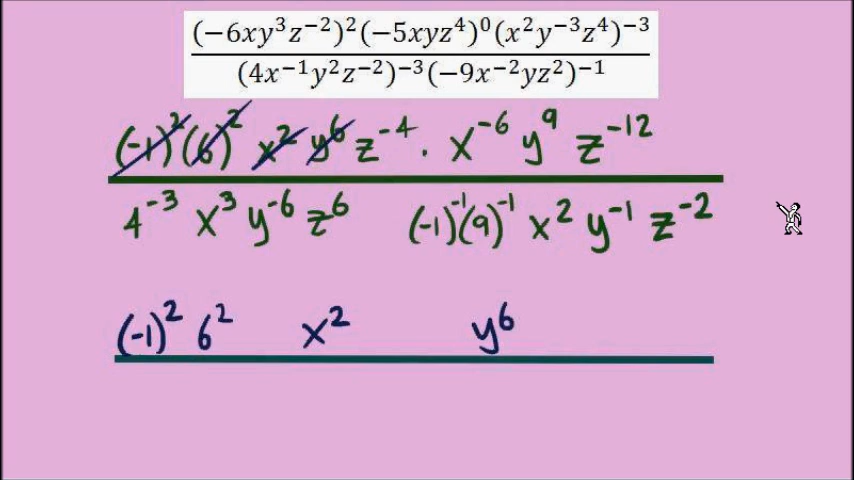 (−6xy³z⁻²)²(−5xyz⁴)⁰(x²y⁻³z⁴)⁻³
(4x⁻¹y²z⁻²)⁻³(−9x⁻²yz²)⁻¹
(-1)²(6)² x² y⁶ z⁻⁴ · x⁻⁶ y⁹ z⁻¹²
4⁻³ x³ y⁻⁶ z⁶ (-1)⁻¹(9)⁻¹ x² y⁻¹ z⁻²
(-1)² 6² x² y⁶